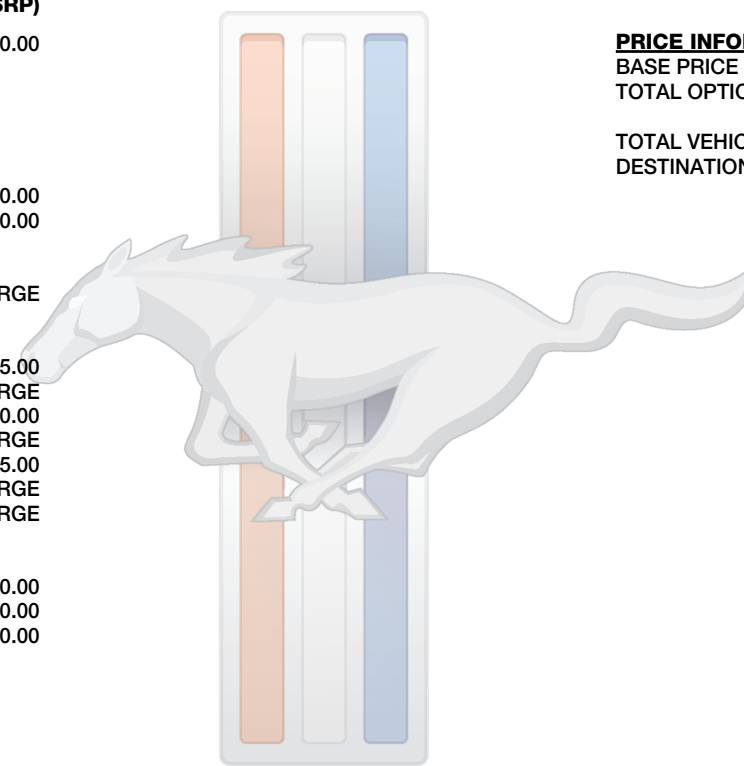 SRP)
0.00
0.00
0.00
RGE
5.00
RGE
0.00
RGE
5.00
RGE
RGE
0.00
0.00
0.00
PRICE INFO
BASE PRICE
TOTAL OPTIO
TOTAL VEHIC
DESTINATION